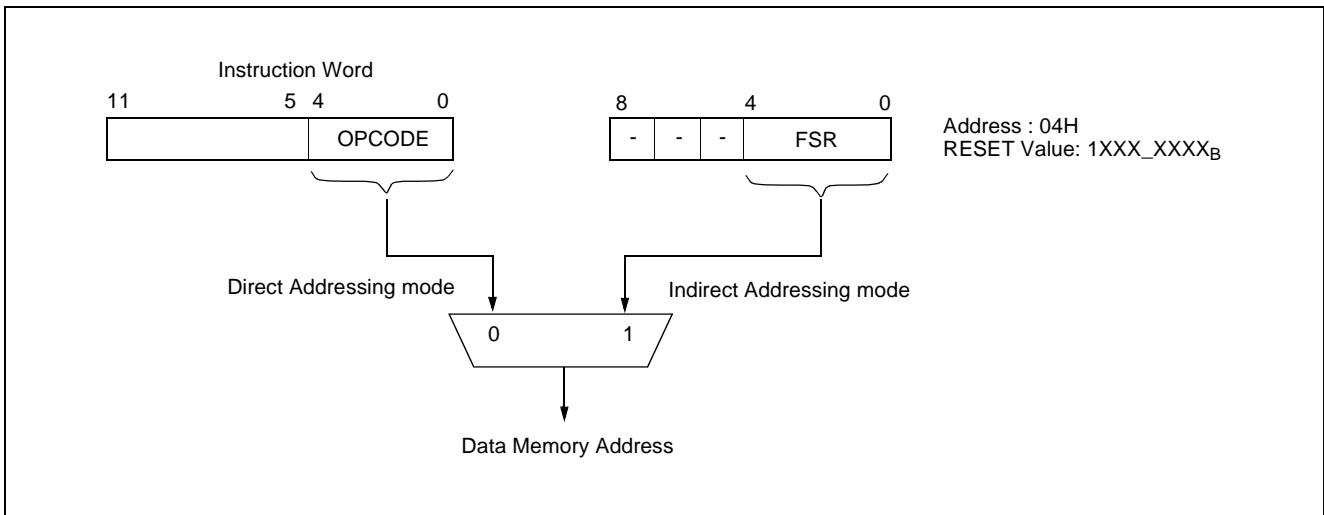 Instruction Word
11 5 4 0
OPCODE
8 4 0
- - - FSR
Address : 04H
RESET Value: 1XXX_XXXXB
Direct Addressing mode
Indirect Addressing mode
0 1
Data Memory Address